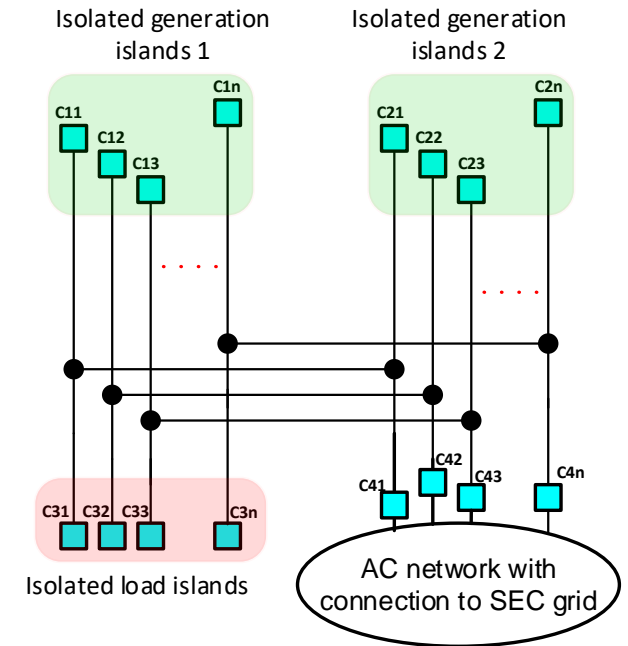 Isolated generation
islands 1
Isolated generation
islands 2
C11
C12
C13
C1n
C21
C22
C23
C2n
. . . .
. . . .
C31
C32
C33
C3n
C41
C42
C43
C4n
Isolated load islands
AC network with
connection to SEC grid